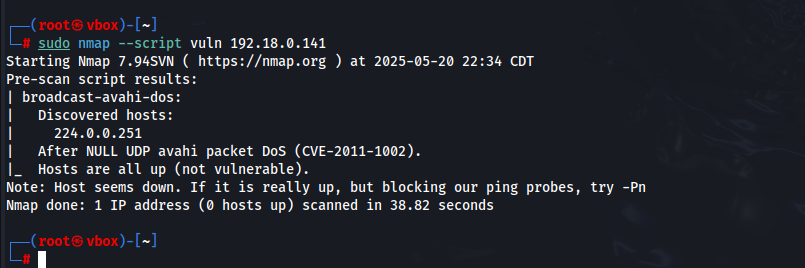 ┌──(root㉿vbox)-[~]
└─# sudo nmap --script vuln 192.18.0.141
Starting Nmap 7.94SVN ( https://nmap.org ) at 2025-05-20 22:34 CDT
Pre-scan script results:
| broadcast-avahi-dos:
|   Discovered hosts:
|     224.0.0.251
|   After NULL UDP avahi packet DoS (CVE-2011-1002).
|_  Hosts are all up (not vulnerable).
Note: Host seems down. If it is really up, but blocking our ping probes, try -Pn
Nmap done: 1 IP address (0 hosts up) scanned in 38.82 seconds
┌──(root㉿vbox)-[~]
└─#